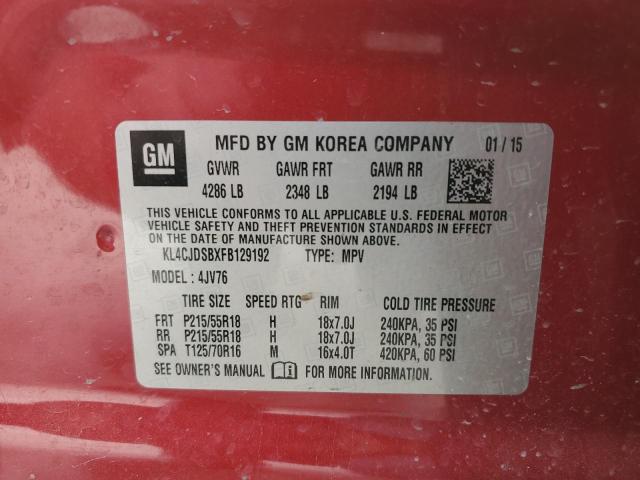 GM MFD BY GM KOREA COMPANY 01 / 15
GVWR GAWR FRT GAWR RR
4286 LB 2348 LB 2194 LB
THIS VEHICLE CONFORMS TO ALL APPLICABLE U.S. FEDERAL MOTOR
VEHICLE SAFETY AND THEFT PREVENTION STANDARDS IN EFFECT
ON THE DATE OF MANUFACTURE SHOWN ABOVE.
KL4CJDSBXFB129192 TYPE: MPV
MODEL : 4JV76
TIRE SIZE SPEED RTG RIM COLD TIRE PRESSURE
FRT P215/55R18 H 18x7.0J 240KPA, 35 PSI
RR P215/55R18 H 18x7.0J 240KPA, 35 PSI
SPA T125/70R16 M 16x4.0T 420KPA, 60 PSI
SEE OWNER'S MANUAL FOR MORE INFORMATION.